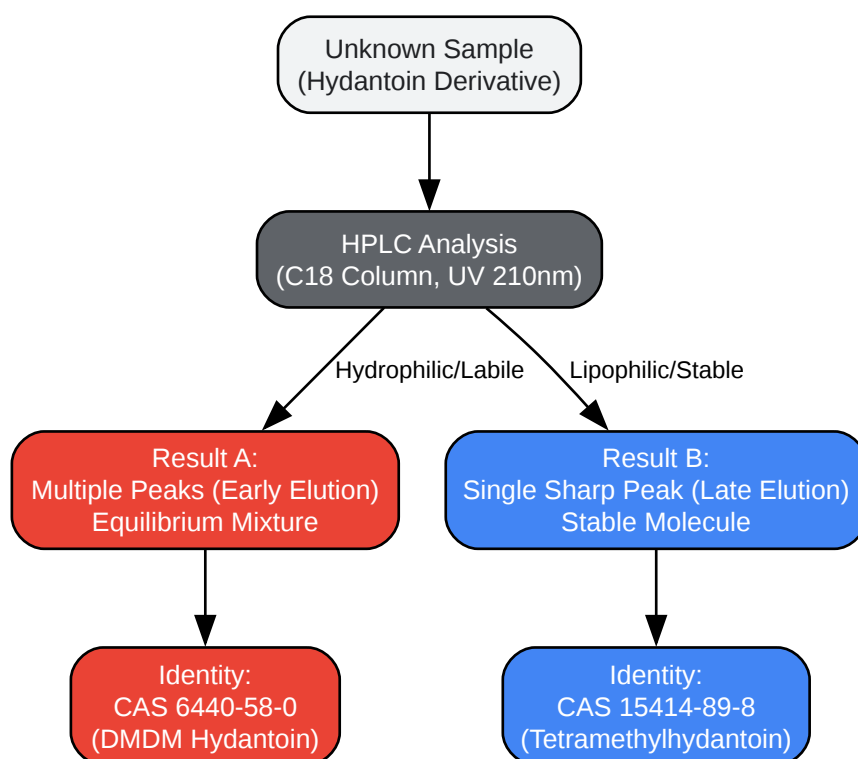 Unknown Sample
(Hydantoin Derivative)
HPLC Analysis
(C18 Column, UV 210nm)
Hydrophilic/Labile
Lipophilic/Stable
Result A:
Multiple Peaks (Early Elution)
Equilibrium Mixture
Result B:
Single Sharp Peak (Late Elution)
Stable Molecule
Identity:
CAS 6440-58-0
(DMDM Hydantoin)
Identity:
CAS 15414-89-8
(Tetramethylhydantoin)